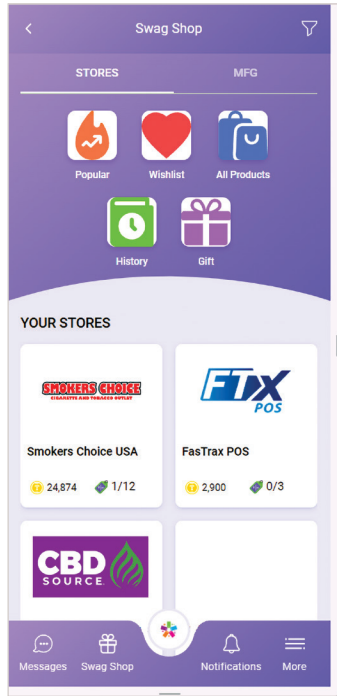 Swag Shop
STORES MFG
Popular Wishlist All Products
History Gift
YOUR STORES
SMOKERS CHOICE
CIGARETTE AND TOBACCO OUTLET
FTX
POS
Smokers Choice USA
FasTrax POS
24,874 1/12
2,900 0/3
CBD
SOURCE
Messages Swag Shop Notifications More